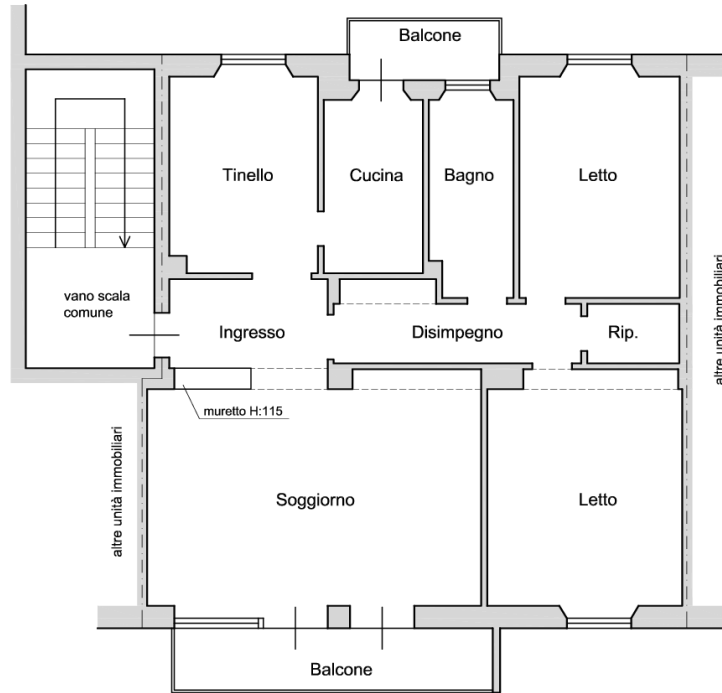 Balcone
Tinello
Cucina
Bagno
Letto
vano scala
comune
Ingresso
Disimpegno
Rip.
altre unità immobiliari
muretto H:115
altre unità immobiliari
Soggiorno
Letto
Balcone